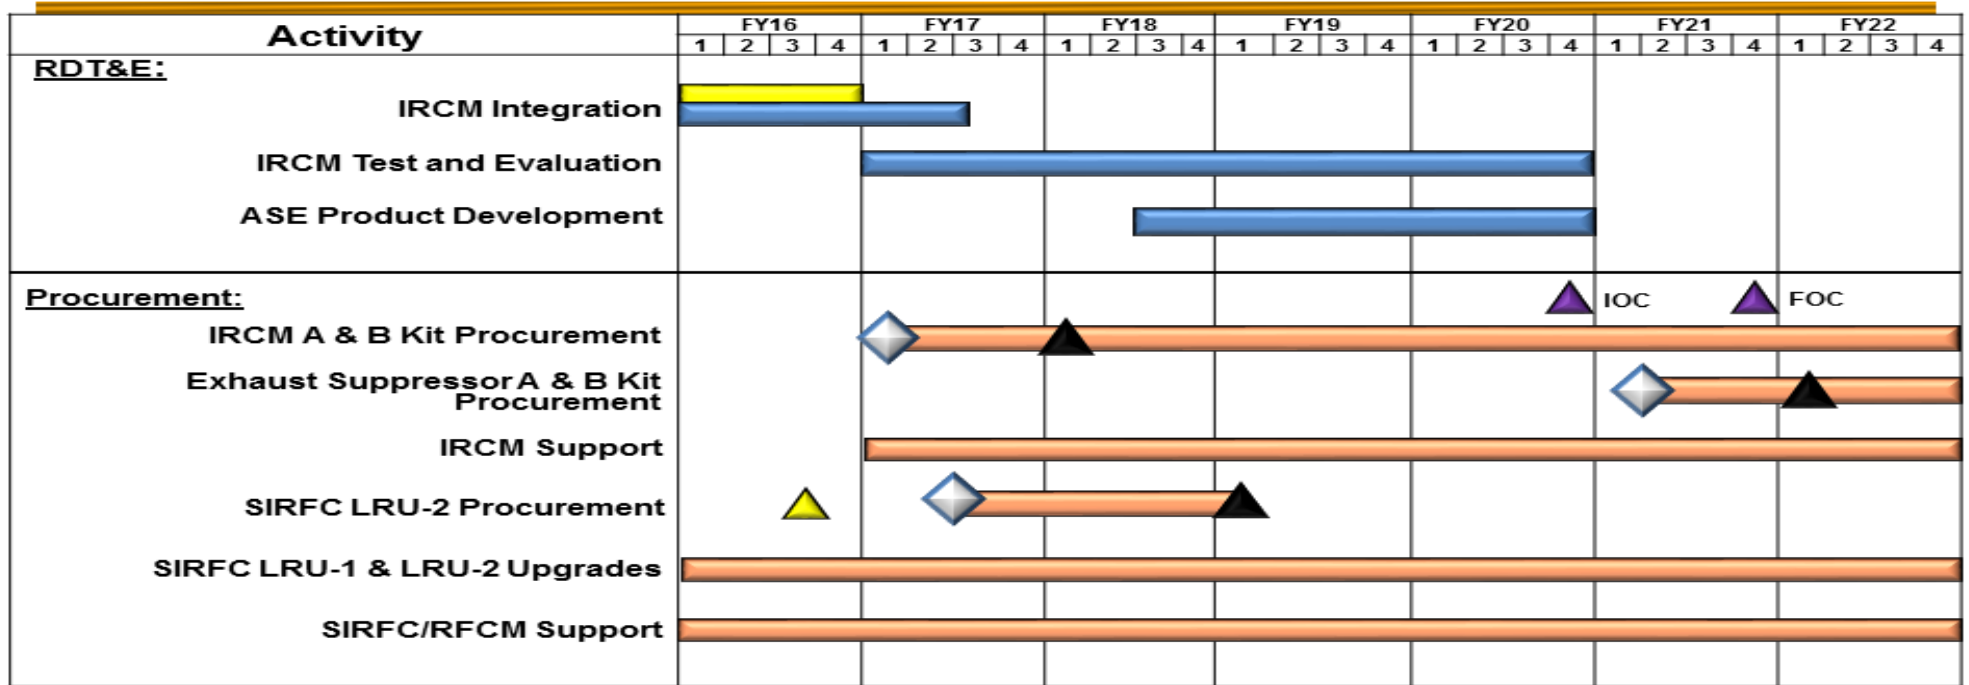 Activity
FY16 FY17 FY18 FY19 FY20 FY21 FY22
1 2 3 4 1 2 3 4 1 2 3 4 1 2 3 4 1 2 3 4 1 2 3 4 1 2 3 4
RDT&E:
IRCM Integration
IRCM Test and Evaluation
ASE Product Development
Procurement:
IOC FOC
IRCM A & B Kit Procurement
Exhaust Suppressor A & B Kit
Procurement
IRCM Support
SIRFC LRU-2 Procurement
SIRFC LRU-1 & LRU-2 Upgrades
SIRFC/RFCM Support